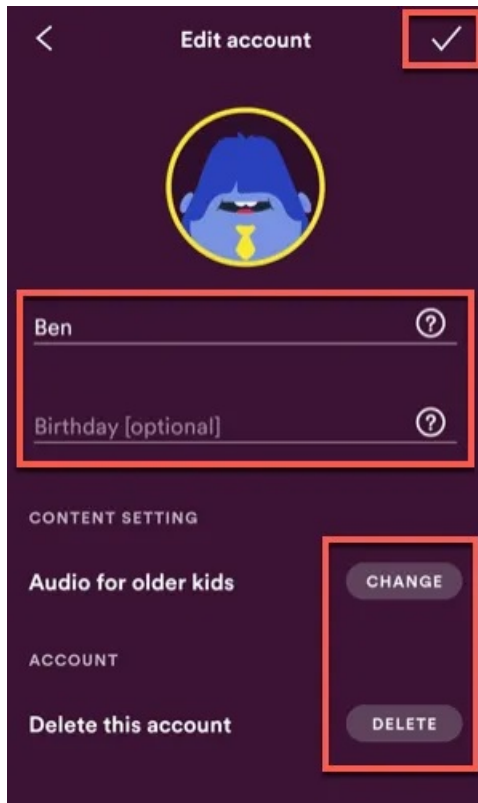 Edit account
Ben
Birthday [optional]
CONTENT SETTING
Audio for older kids
CHANGE
ACCOUNT
Delete this account
DELETE